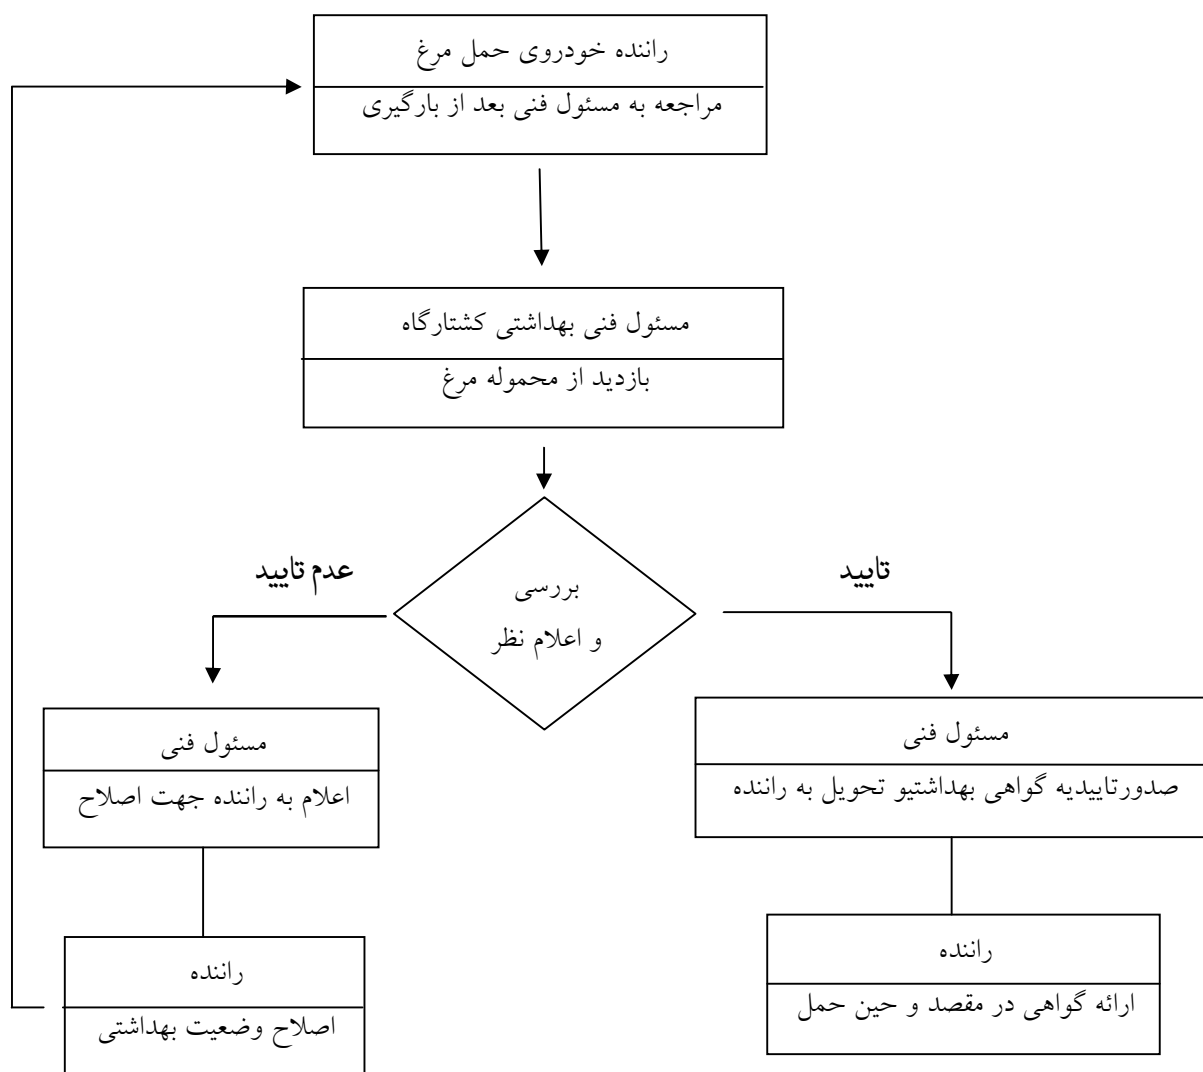 راننده خودروی حمل مرغ
مراجعه به مسئول فنی بعد از بارگیری
مسئول فنی بهداشتی کشتارگاه
بازدید از محموله مرغ
بررسی
و اعلام نظر
تایید
عدم تایید
مسئول فنی
صدورتاییدیه گواهی بهداشتیو تحویل به راننده
راننده
ارائه گواهی در مقصد و حین حمل
مسئول فنی
اعلام به راننده جهت اصلاح
راننده
اصلاح وضعیت بهداشتی